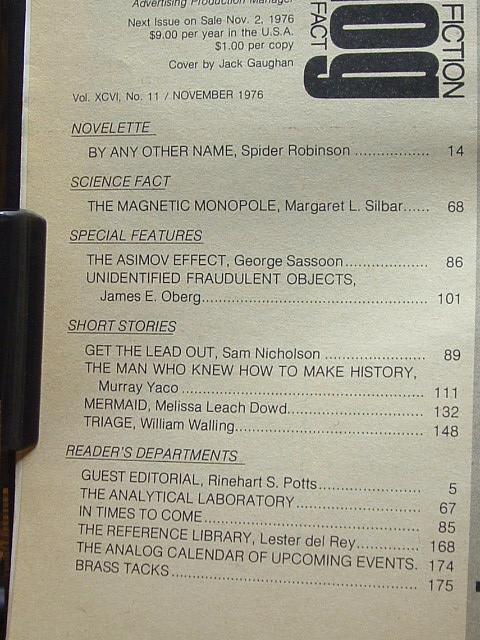 Advertising Production Manager
Next Issue on Sale Nov. 2, 1976
$9.00 per year in the U.S.A.
$1.00 per copy
Cover by Jack Gaughan
FICTION
FACT
og
Vol. XCVI, No. 11 / NOVEMBER 1976
NOVELETTE
BY ANY OTHER NAME, Spider Robinson ................. 14
SCIENCE FACT
THE MAGNETIC MONOPOLE, Margaret L. Silbar...... 68
SPECIAL FEATURES
THE ASIMOV EFFECT, George Sassoon................... 86
UNIDENTIFIED FRAUDULENT OBJECTS,
James E. Oberg.................................................... 101
SHORT STORIES
GET THE LEAD OUT, Sam Nicholson ....................... 89
THE MAN WHO KNEW HOW TO MAKE HISTORY,
Murray Yaco ........................................................ 111
MERMAID, Melissa Leach Dowd................................ 132
TRIAGE, William Walling............................................ 148
READER'S DEPARTMENTS
GUEST EDITORIAL, Rinehart S. Potts......................... 5
THE ANALYTICAL LABORATORY............................... 67
IN TIMES TO COME.................................................. 85
THE REFERENCE LIBRARY, Lester del Rey.............. 168
THE ANALOG CALENDAR OF UPCOMING EVENTS. 174
BRASS TACKS.......................................................... 175